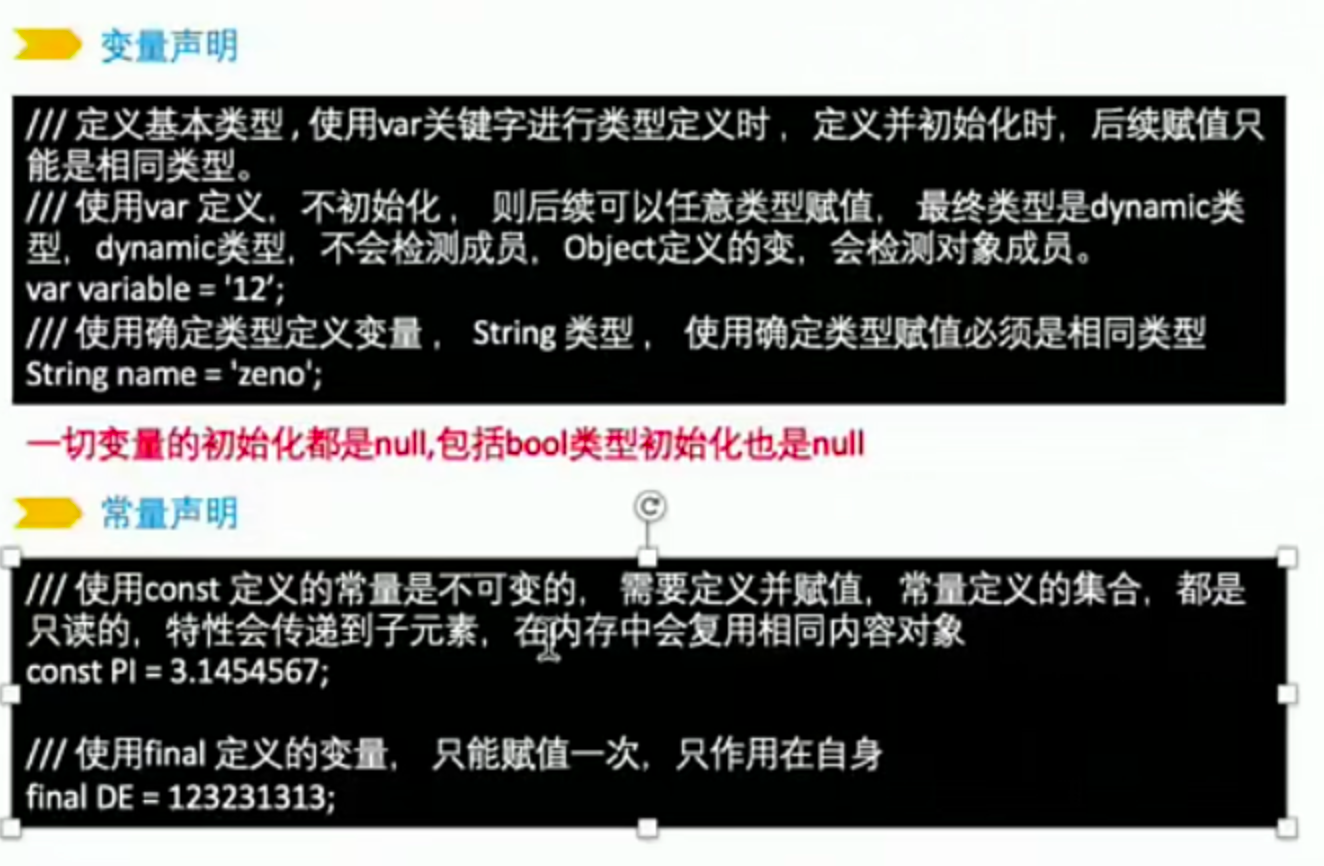 变量声明
/// 定义基本类型 , 使用var关键字进行类型定义时， 定义并初始化时，后续赋值只
能是相同类型。
/// 使用var 定义，不初始化， 则后续可以任意类型赋值， 最终类型是dynamic类
型，dynamic类型，不会检测成员，Object定义的变，会检测对象成员。
var variable = '12’;
/// 使用确定类型定义变量， String 类型， 使用确定类型赋值必须是相同类型
String name = 'zeno';
一切变量的初始化都是null,包括bool类型初始化也是null
常量声明
/// 使用const 定义的常量是不可变的， 需要定义并赋值，常量定义的集合，都是
只读的，特性会传递到子元素，在内存中会复用相同内容对象
const PI = 3.1454567;
/// 使用final 定义的变量， 只能赋值一次，只作用在自身
final DE = 123231313;